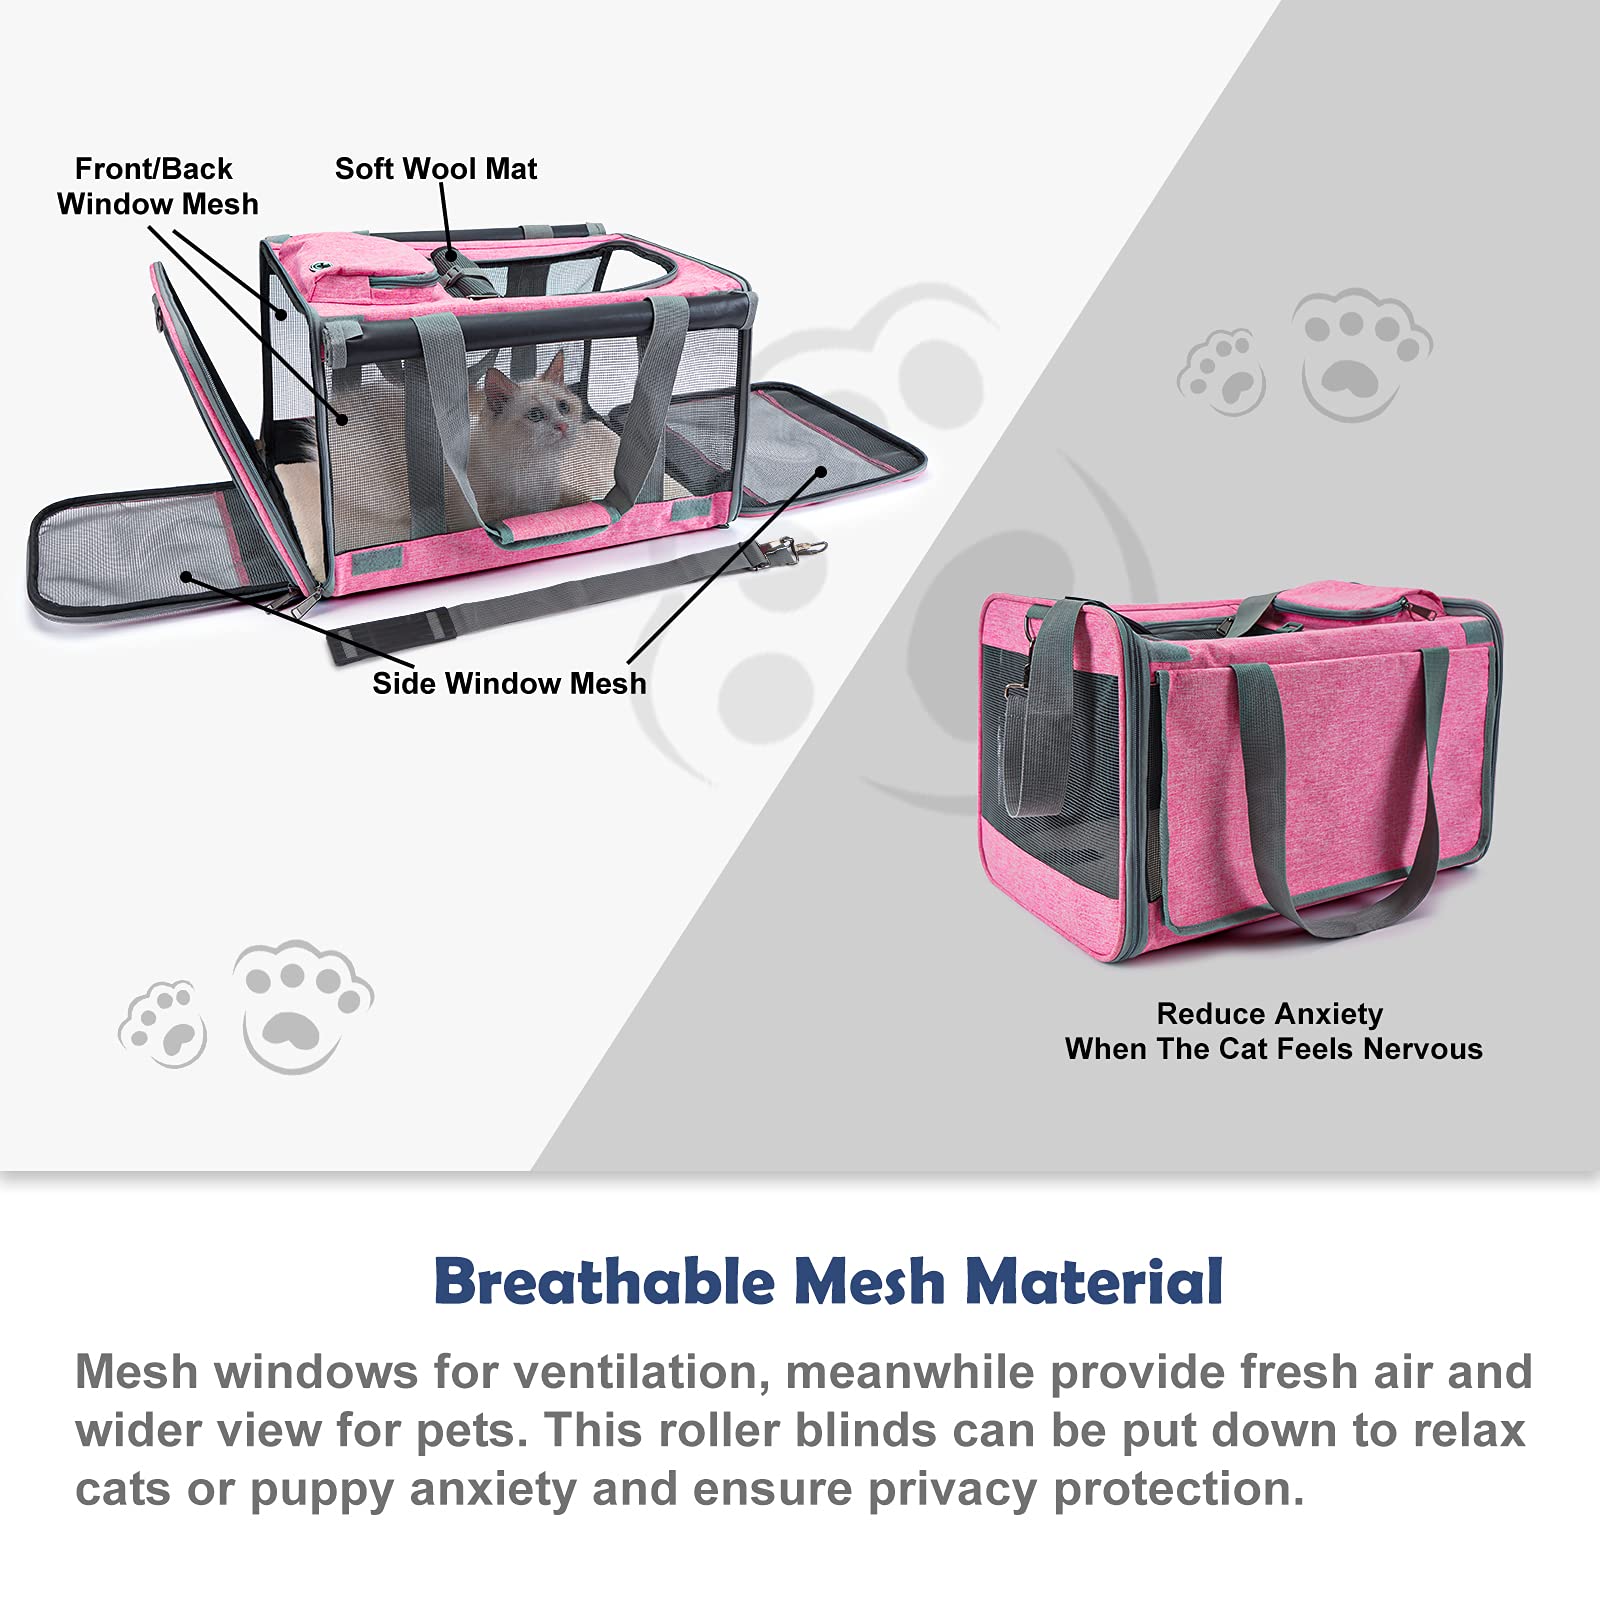 Front/Back
Window Mesh
Soft Wool Mat
Side Window Mesh
Reduce Anxiety
When The Cat Feels Nervous
Breathable Mesh Material
Mesh windows for ventilation, meanwhile provide fresh air and
wider view for pets. This roller blinds can be put down to relax
cats or puppy anxiety and ensure privacy protection.